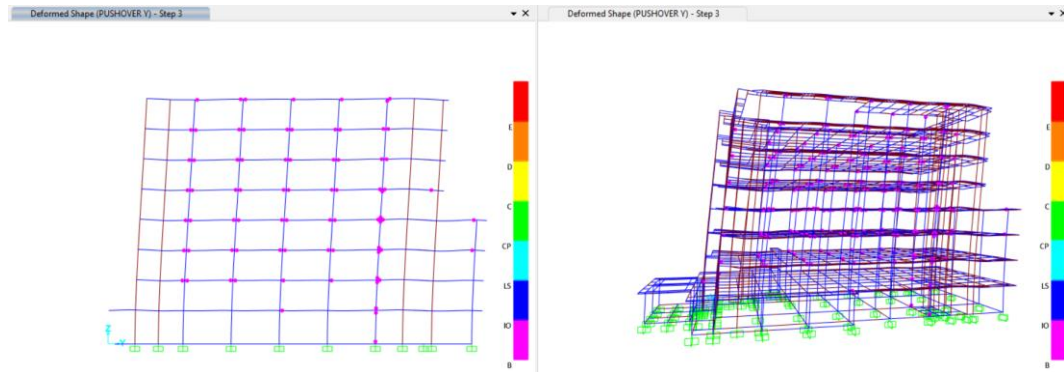 Deformed Shape (PUSHOVER Y) - Step 3
E
D
C
CP
LS
IO
B
Z
Y
Deformed Shape (PUSHOVER Y) - Step 3
E
D
C
CP
LS
IO
B